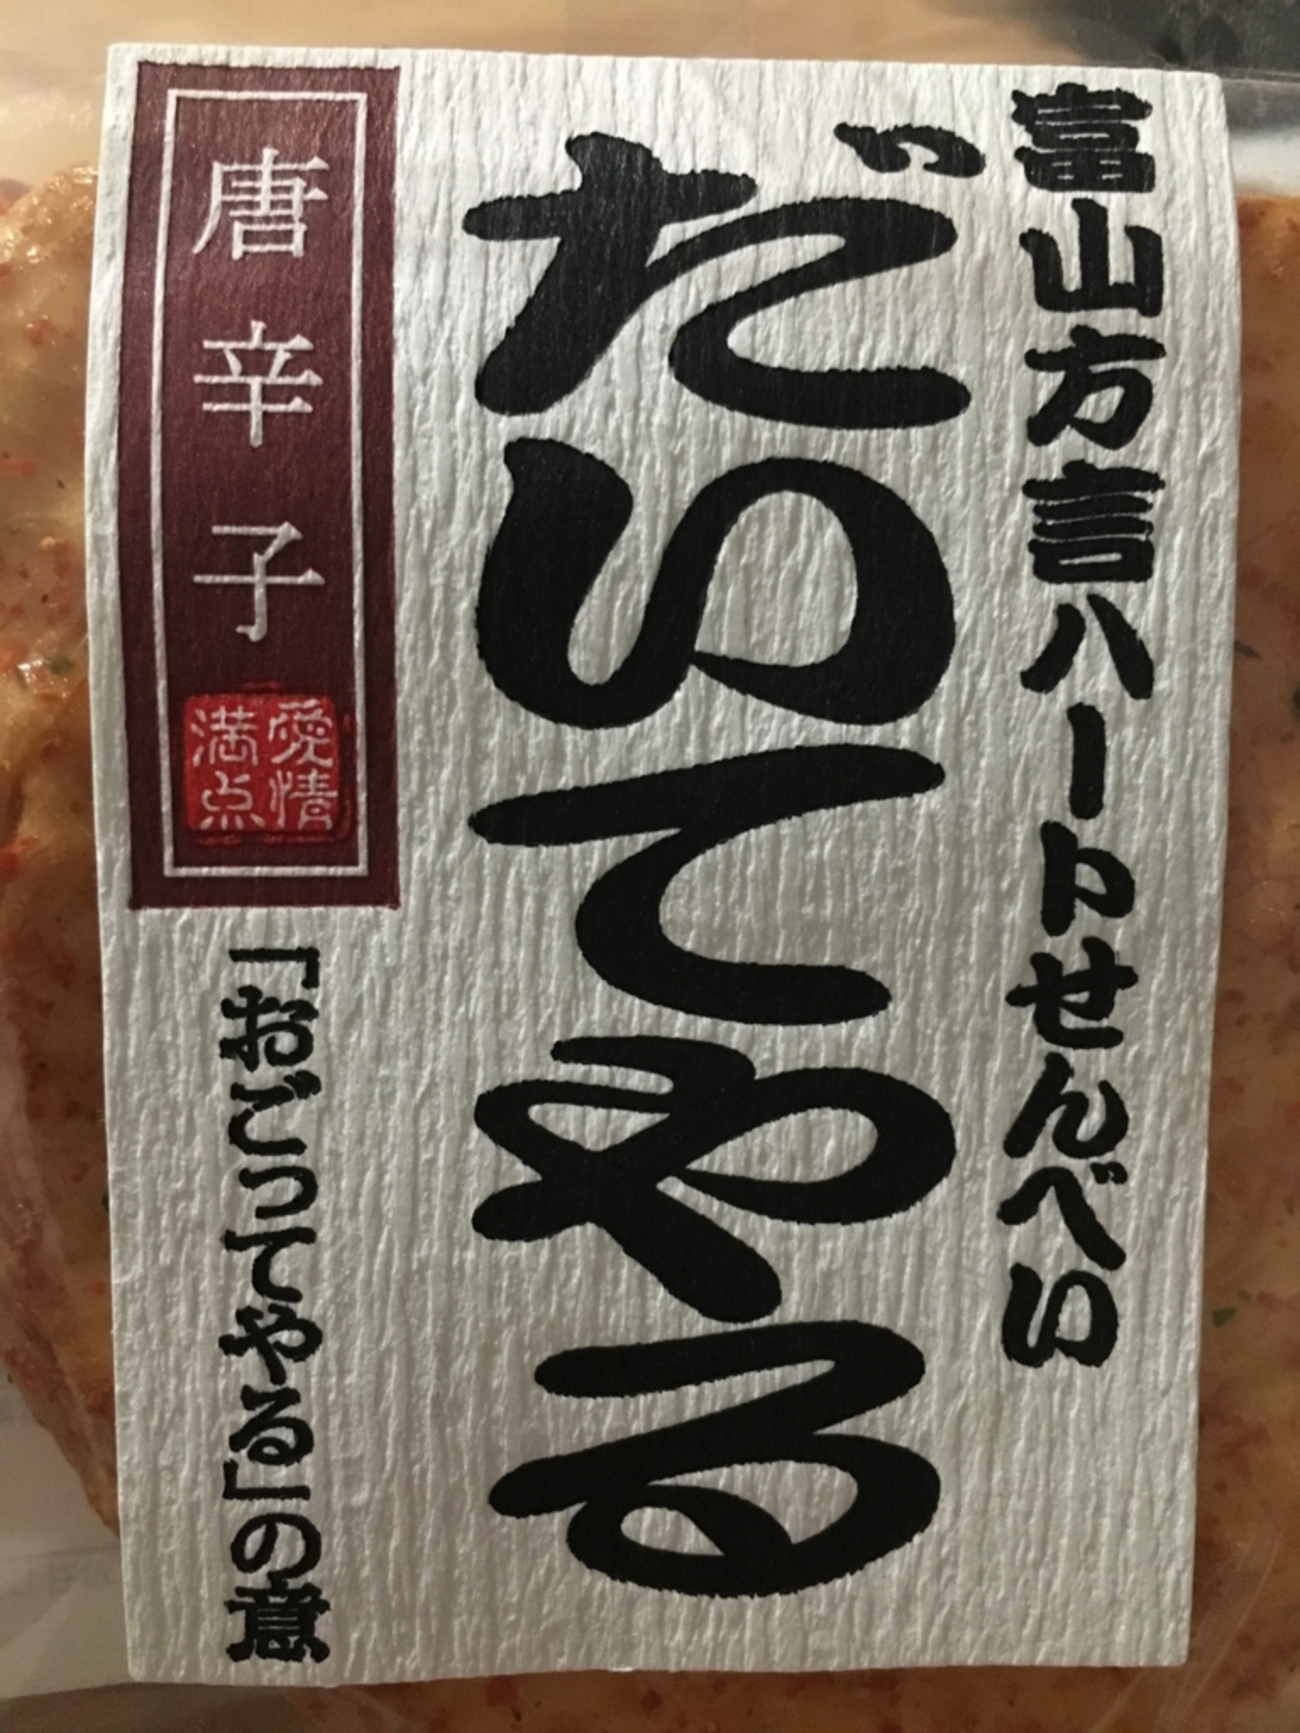 富山方言ハートせんべい
だいてやる
唐辛子
愛情
満点
「おごってやる」の意